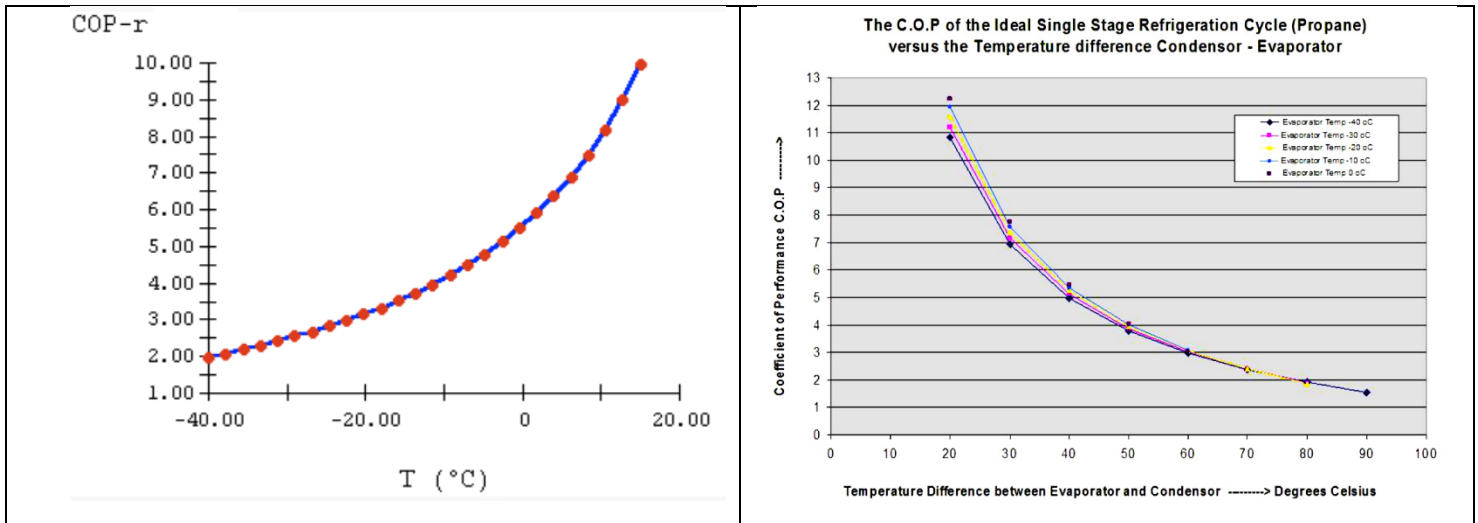 COP-r
10.00
9.00
8.00
7.00
6.00
5.00
4.00
3.00
2.00
1.00
-40.00 -20.00 0 20.00
T (°C)
The C.O.P of the Ideal Single Stage Refrigeration Cycle (Propane)
versus the Temperature difference Condensor - Evaporator
Coefficient of Performance C.O.P -------->
13
12
11
10
9
8
7
6
5
4
3
2
1
0
Evaporator Temp -40 oC
Evaporator Temp -30 oC
Evaporator Temp -20 oC
Evaporator Temp -10 oC
Evaporator Temp 0 oC
0 10 20 30 40 50 60 70 80 90 100
Temperature Difference between Evaporator and Condensor --------> Degrees Celsius